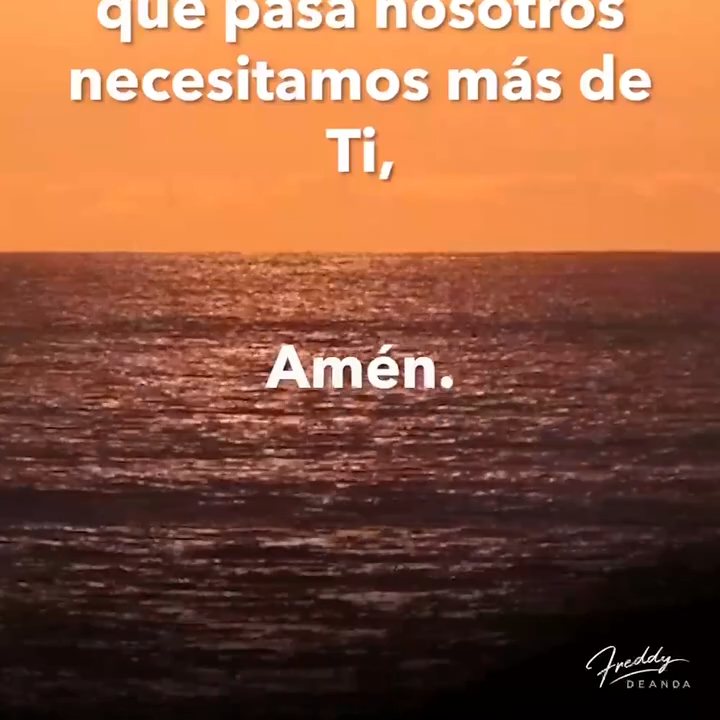 que pasa nosotros
necesitamos más de
Ti,
Amén.
Freddy
DEANDA